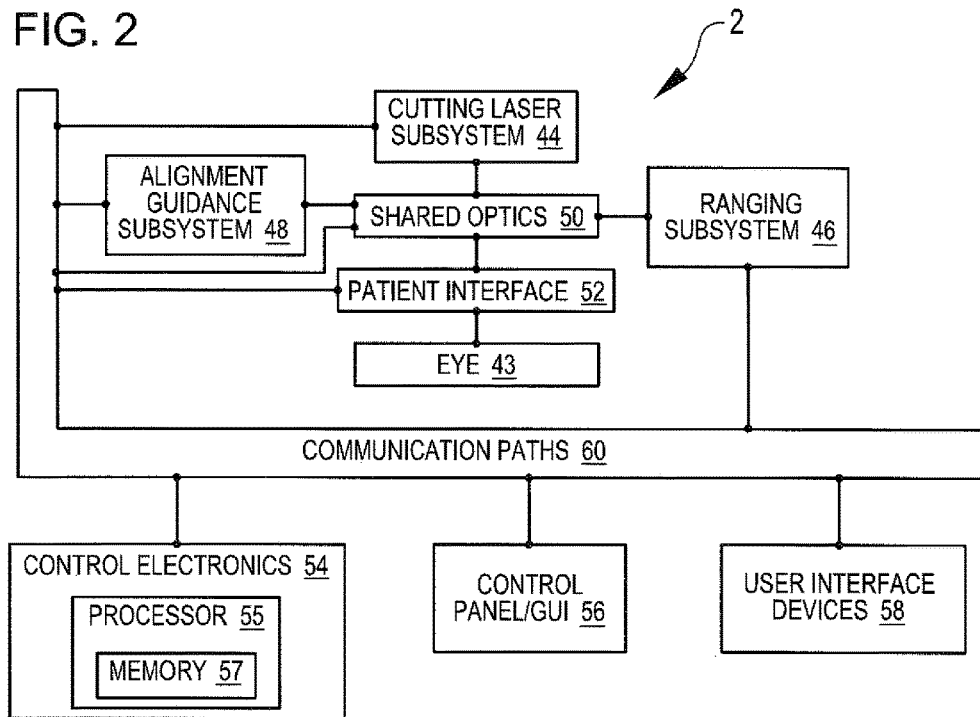 FIG. 2
2
CUTTING LASER
SUBSYSTEM 44
ALIGNMENT
GUIDANCE
SUBSYSTEM 48
SHARED OPTICS 50
RANGING
SUBSYSTEM 46
PATIENT INTERFACE 52
EYE 43
COMMUNICATION PATHS 60
CONTROL ELECTRONICS 54
PROCESSOR 55
MEMORY 57
CONTROL
PANEL/GUI 56
USER INTERFACE
DEVICES 58